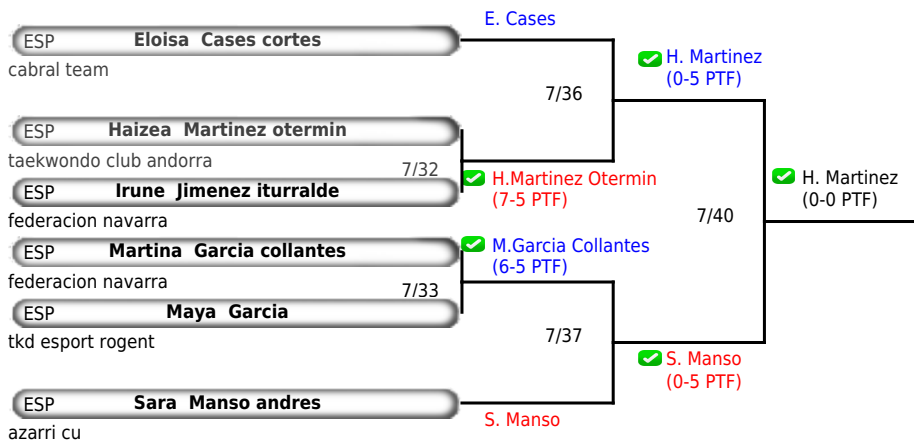 E. Cases
ESP Eloisa Cases cortes
cabral team
H. Martinez
(0-5 PTF)
7/36
ESP Haizea Martinez otermin
taekwondo club andorra
7/32
H.Martinez Otermin
(7-5 PTF)
ESP Irune Jimenez iturralde
federacion navarra
H. Martinez
(0-0 PTF)
7/40
ESP Martina Garcia collantes
federacion navarra
M.Garcia Collantes
(6-5 PTF)
7/33
ESP Maya Garcia
tkd esport rogent
7/37
S. Manso
(0-5 PTF)
ESP Sara Manso andres
azarri cu
S. Manso